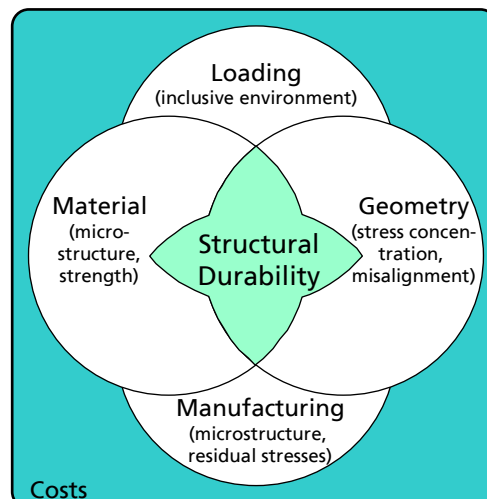 Loading
(inclusive environment)
Material
(micro-
structure,
strength)
Geometry
(stress concen-
tration,
misalignment)
Structural
Durability
Manufacturing
(microstructure,
residual stresses)
Costs